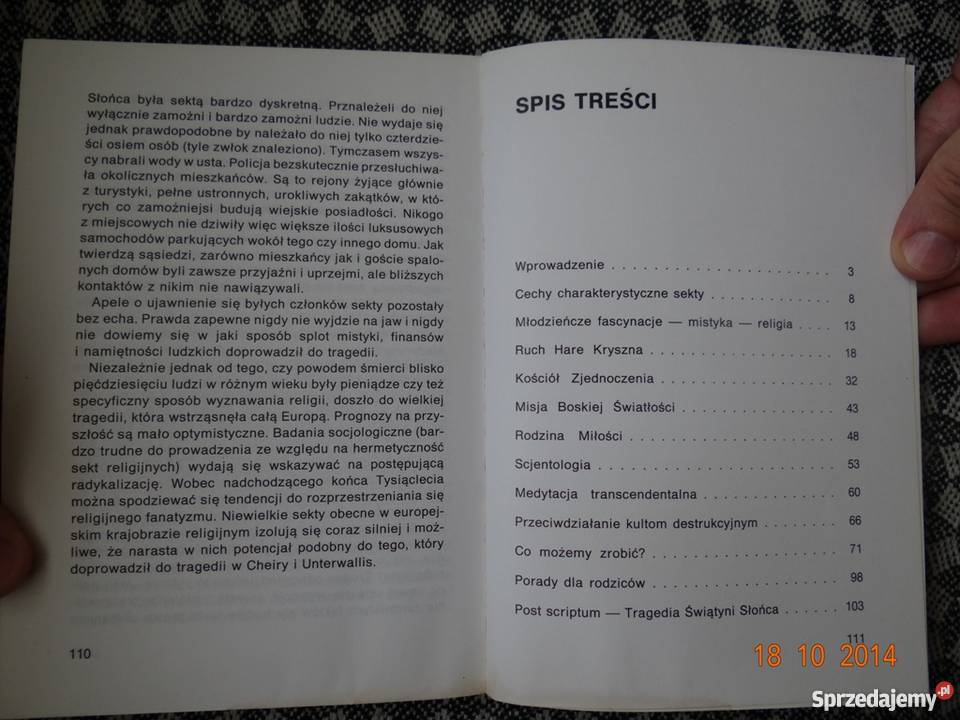 Słońca była sektą bardzo dyskretną. Prznależeli do niej
wyłącznie zamożni i bardzo zamożni ludzie. Nie wydaje się
jednak prawdopodobne by należało do niej tylko czterdzie-
ści osiem osób (tyle zwłok znaleziono). Tymczasem wszys-
cy nabrali wody w usta. Policja bezskutecznie przesłuchiwa-
ła okolicznych mieszkańców. Są to rejony żyjące głównie
z turystyki, pełne ustronnych, urokliwych zakątków, w któ-
rych co zamożniejsi budują wiejskie posiadłości. Nikogo
z miejscowych nie dziwiły więc większe ilości luksusowych
samochodów parkujących wokół tego czy innego domu. Jak
twierdzą sąsiedzi, zarówno mieszkańcy jak i goście spalo-
nych domów byli zawsze przyjaźni i uprzejmi, ale bliższych
kontaktów z nikim nie nawiązywali.
Apele o ujawnienie się byłych członków sekty pozostały
bez echa. Prawda zapewne nigdy nie wyjdzie na jaw i nigdy
nie dowiemy się w jaki sposób splot mistyki, finansów
i namiętności ludzkich doprowadził do tragedii.
Niezależnie jednak od tego, czy powodem śmierci blisko
pięćdziesięciu ludzi w różnym wieku były pieniądze czy też
specyficzny sposób wyznawania religii, doszło do wielkiej
tragedii, która wstrząsnęła całą Europą. Prognozy na przy-
szłość są mało optymistyczne. Badania socjologiczne (bar-
dzo trudne do prowadzenia ze względu na hermetyczność
sekt religijnych) wydają się wskazywać na postępującą
radykalizację. Wobec nadchodzącego końca Tysiąclecia
można spodziewać się tendencji do rozprzestrzeniania się
religijnego fanatyzmu. Niewielkie sekty obecne w europej-
skim krajobrazie religijnym izolują się coraz silniej i moż-
liwe, że narasta w nich potencjał podobny do tego, który
doprowadził do tragedii w Cheiry i Unterwallis.
110
SPIS TREŚCI
Wprowadzenie . . . . . . . . . . . . . . . . . . . . . 3
Cechy charakterystyczne sekty . . . . . . . . . . . . 8
Młodzieńcze fascynacje — mistyka — religia . . . . 13
Ruch Hare Kryszna . . . . . . . . . . . . . . . . . . 18
Kościół Zjednoczenia . . . . . . . . . . . . . . . . . 32
Misja Boskiej Światłości . . . . . . . . . . . . . . . 43
Rodzina Miłości . . . . . . . . . . . . . . . . . . . . 48
Scjentologia . . . . . . . . . . . . . . . . . . . . . . 53
Medytacja transcendentalna . . . . . . . . . . . . . 60
Przeciwdziałanie kultom destrukcyjnym . . . . . . . 66
Co możemy zrobić? . . . . . . . . . . . . . . . . . . 71
Porady dla rodziców . . . . . . . . . . . . . . . . . . 98
Post scriptum — Tragedia Świątyni Słońca . . . . . . 103
111
18 10 2014
Sprzedajemy.pl